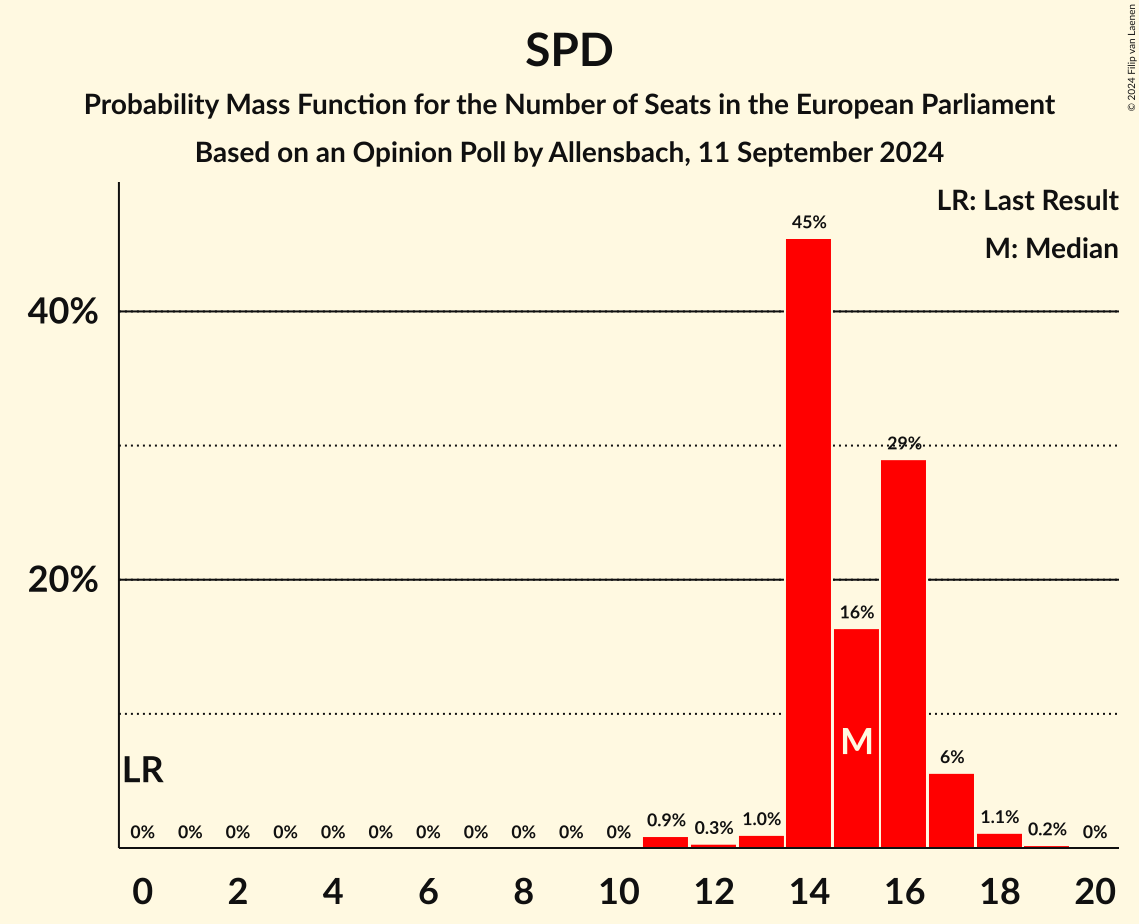 SPD
Probability Mass Function for the Number of Seats in the European Parliament
Based on an Opinion Poll by Allensbach, 11 September 2024
© 2024 Filip van Laenen
LR: Last Result
M: Median
45%
40%
29%
20%
16%
M
6%
LR
0% 0% 0% 0% 0% 0% 0% 0% 0% 0% 0% 0.9% 0.3% 1.0% 1.1% 0.2% 0%
0 2 4 6 8 10 12 14 16 18 20